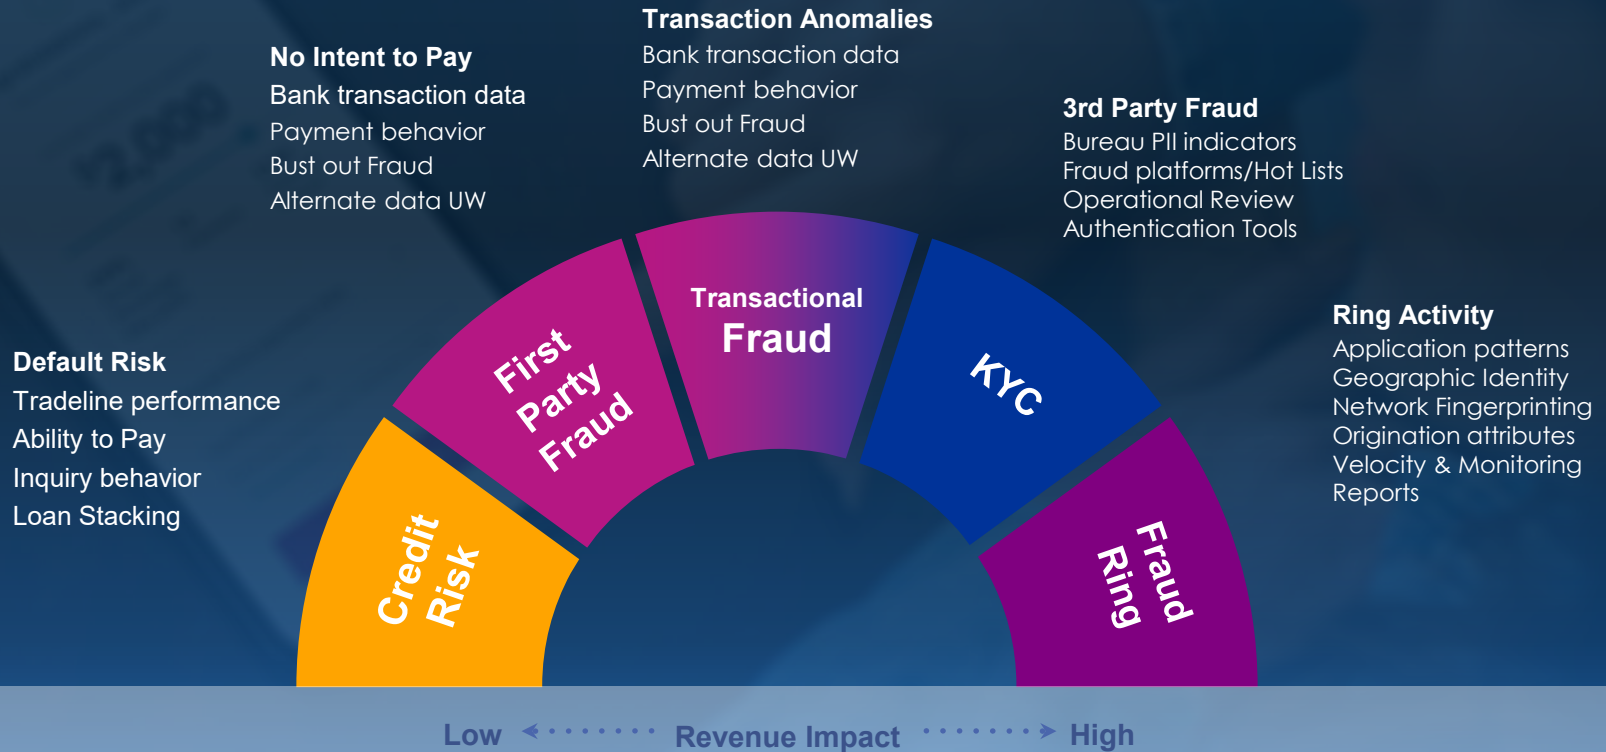 Transaction Anomalies
Bank transaction data
Payment behavior
Bust out Fraud
Alternate data UW
No Intent to Pay
Bank transaction data
Payment behavior
Bust out Fraud
Alternate data UW
3rd Party Fraud
Bureau PII indicators
Fraud platforms/Hot Lists
Operational Review
Authentication Tools
Default Risk
Tradeline performance
Ability to Pay
Inquiry behavior
Loan Stacking
Ring Activity
Application patterns
Geographic Identity
Network Fingerprinting
Origination attributes
Velocity & Monitoring
Reports
Credit
Risk
First
Party
Fraud
Transactional
Fraud
KYC
Fraud
Ring
Low Revenue Impact High
$2,000